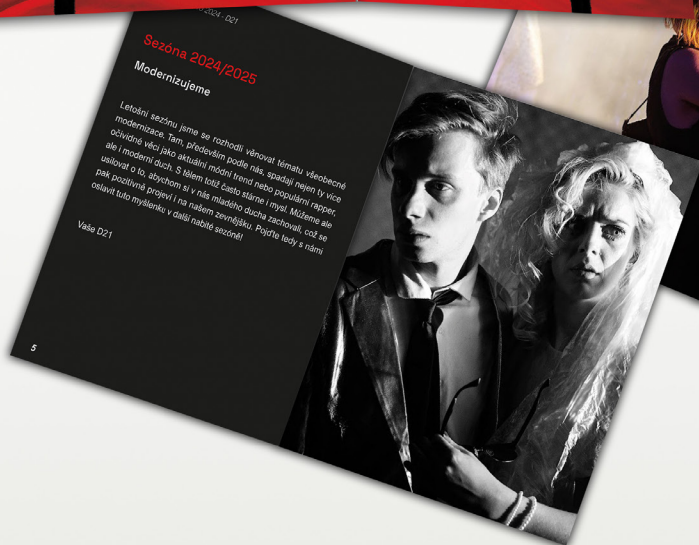 2024 - D21
Sezóna 2024/2025
Modernizujeme
Letošní sezónu jsme se rozhodli věnovat tématu všeobecné
modernizace. Tam, především podle nás, spadají nejen ty více
očividné věci jako aktuální módní trend nebo populární rapper,
ale i moderní duch. S tělem totiž často stárne i mysl. Můžeme ale
usilovat o to, abychom si v nás mladého ducha zachovali, což se
pak pozitivně projeví i na našem zevnějšku. Pojďte tedy s námi
oslavit tuto myšlenku v další nabité sezóně!
Vaše D21
5